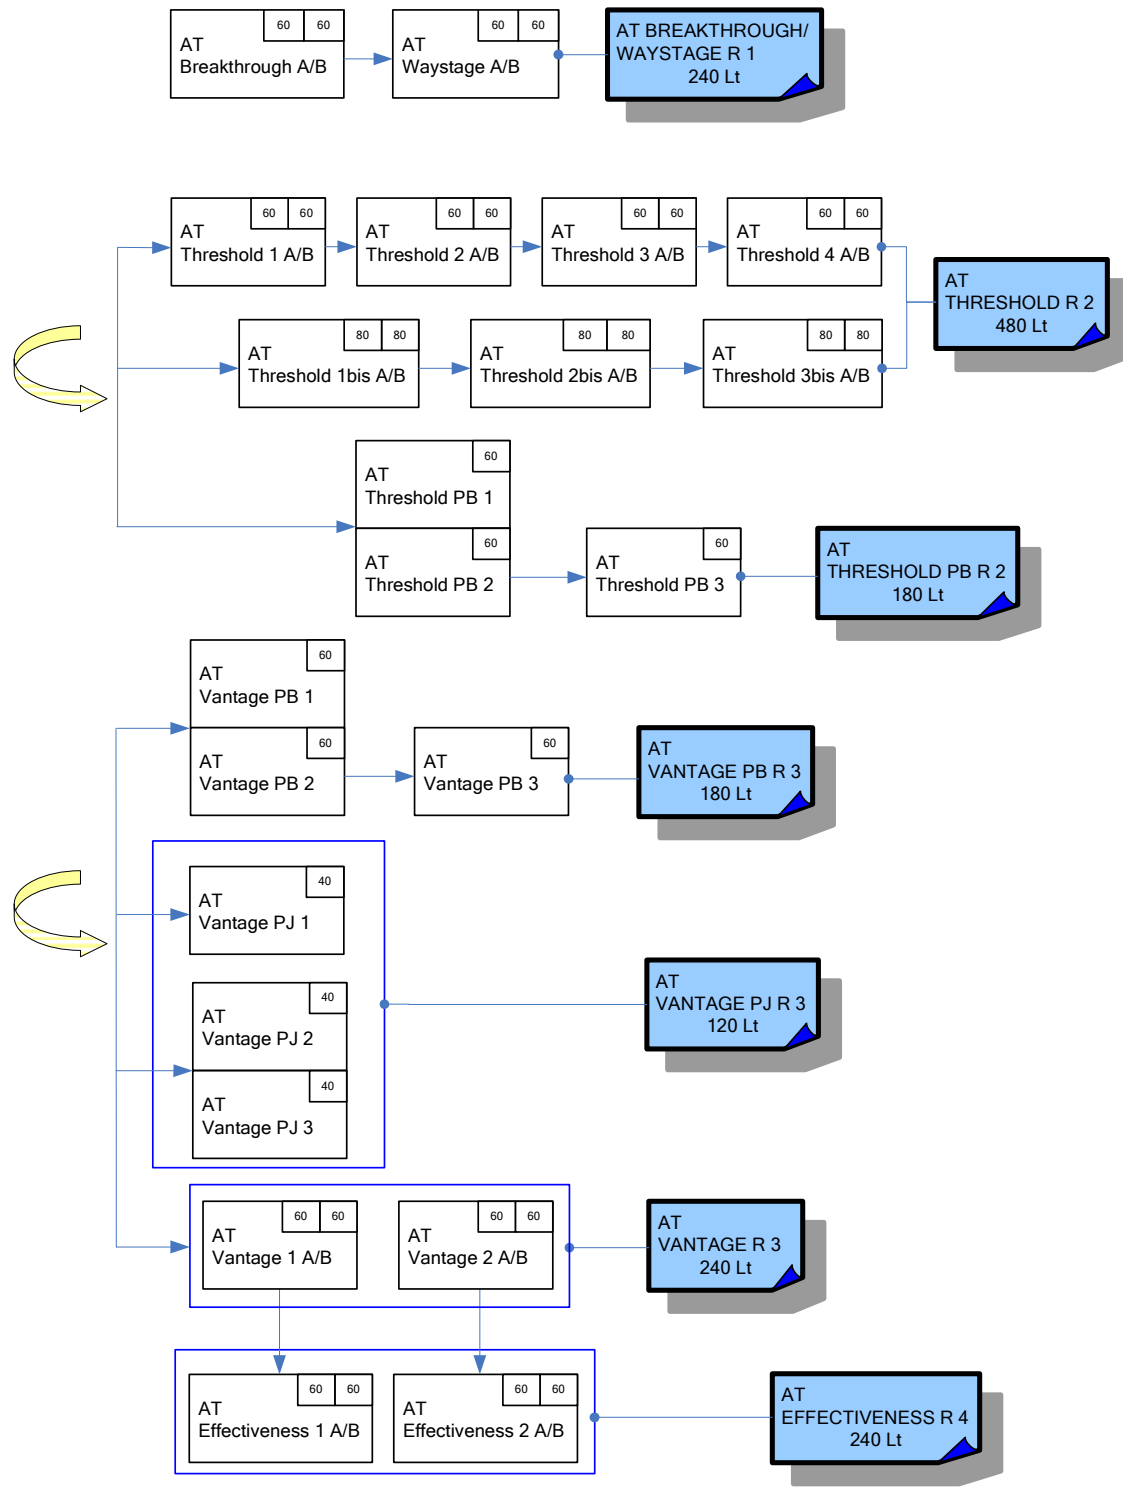 60 60
AT
Breakthrough A/B
60 60
AT
Waystage A/B
AT BREAKTHROUGH/
WAYSTAGE R 1
240 Lt
60 60
AT
Threshold 1 A/B
60 60
AT
Threshold 2 A/B
60 60
AT
Threshold 3 A/B
60 60
AT
Threshold 4 A/B
AT
THRESHOLD R 2
480 Lt
80 80
AT
Threshold 1bis A/B
80 80
AT
Threshold 2bis A/B
80 80
AT
Threshold 3bis A/B
60
AT
Threshold PB 1
60
AT
Threshold PB 2
60
AT
Threshold PB 3
AT
THRESHOLD PB R 2
180 Lt
60
AT
Vantage PB 1
60
AT
Vantage PB 2
60
AT
Vantage PB 3
AT
VANTAGE PB R 3
180 Lt
40
AT
Vantage PJ 1
40
AT
Vantage PJ 2
40
AT
Vantage PJ 3
AT
VANTAGE PJ R 3
120 Lt
60 60
AT
Vantage 1 A/B
60 60
AT
Vantage 2 A/B
AT
VANTAGE R 3
240 Lt
60 60
AT
Effectiveness 1 A/B
60 60
AT
Effectiveness 2 A/B
AT
EFFECTIVENESS R 4
240 Lt